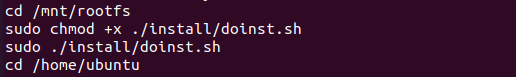 cd /mnt/rootfs
sudo chmod +x ./install/doinst.sh
sudo ./install/doinst.sh
cd /home/ubuntu